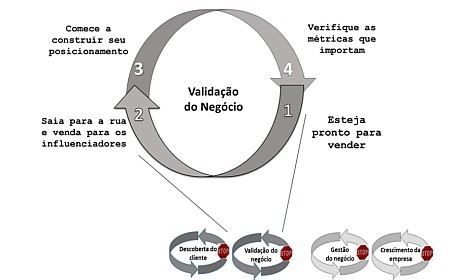 Comece a
construir seu
posicionamento
Verifique as
métricas que
importam
3
4
Validação
do Negócio
2
1
Saia para a rua
e venda para os
influenciadores
Esteja
pronto para
vender
Descoberta do
cliente
STOP
Validação do
negócio
STOP
Gestão
do negócio
STOP
Crescimento da
empresa
STOP